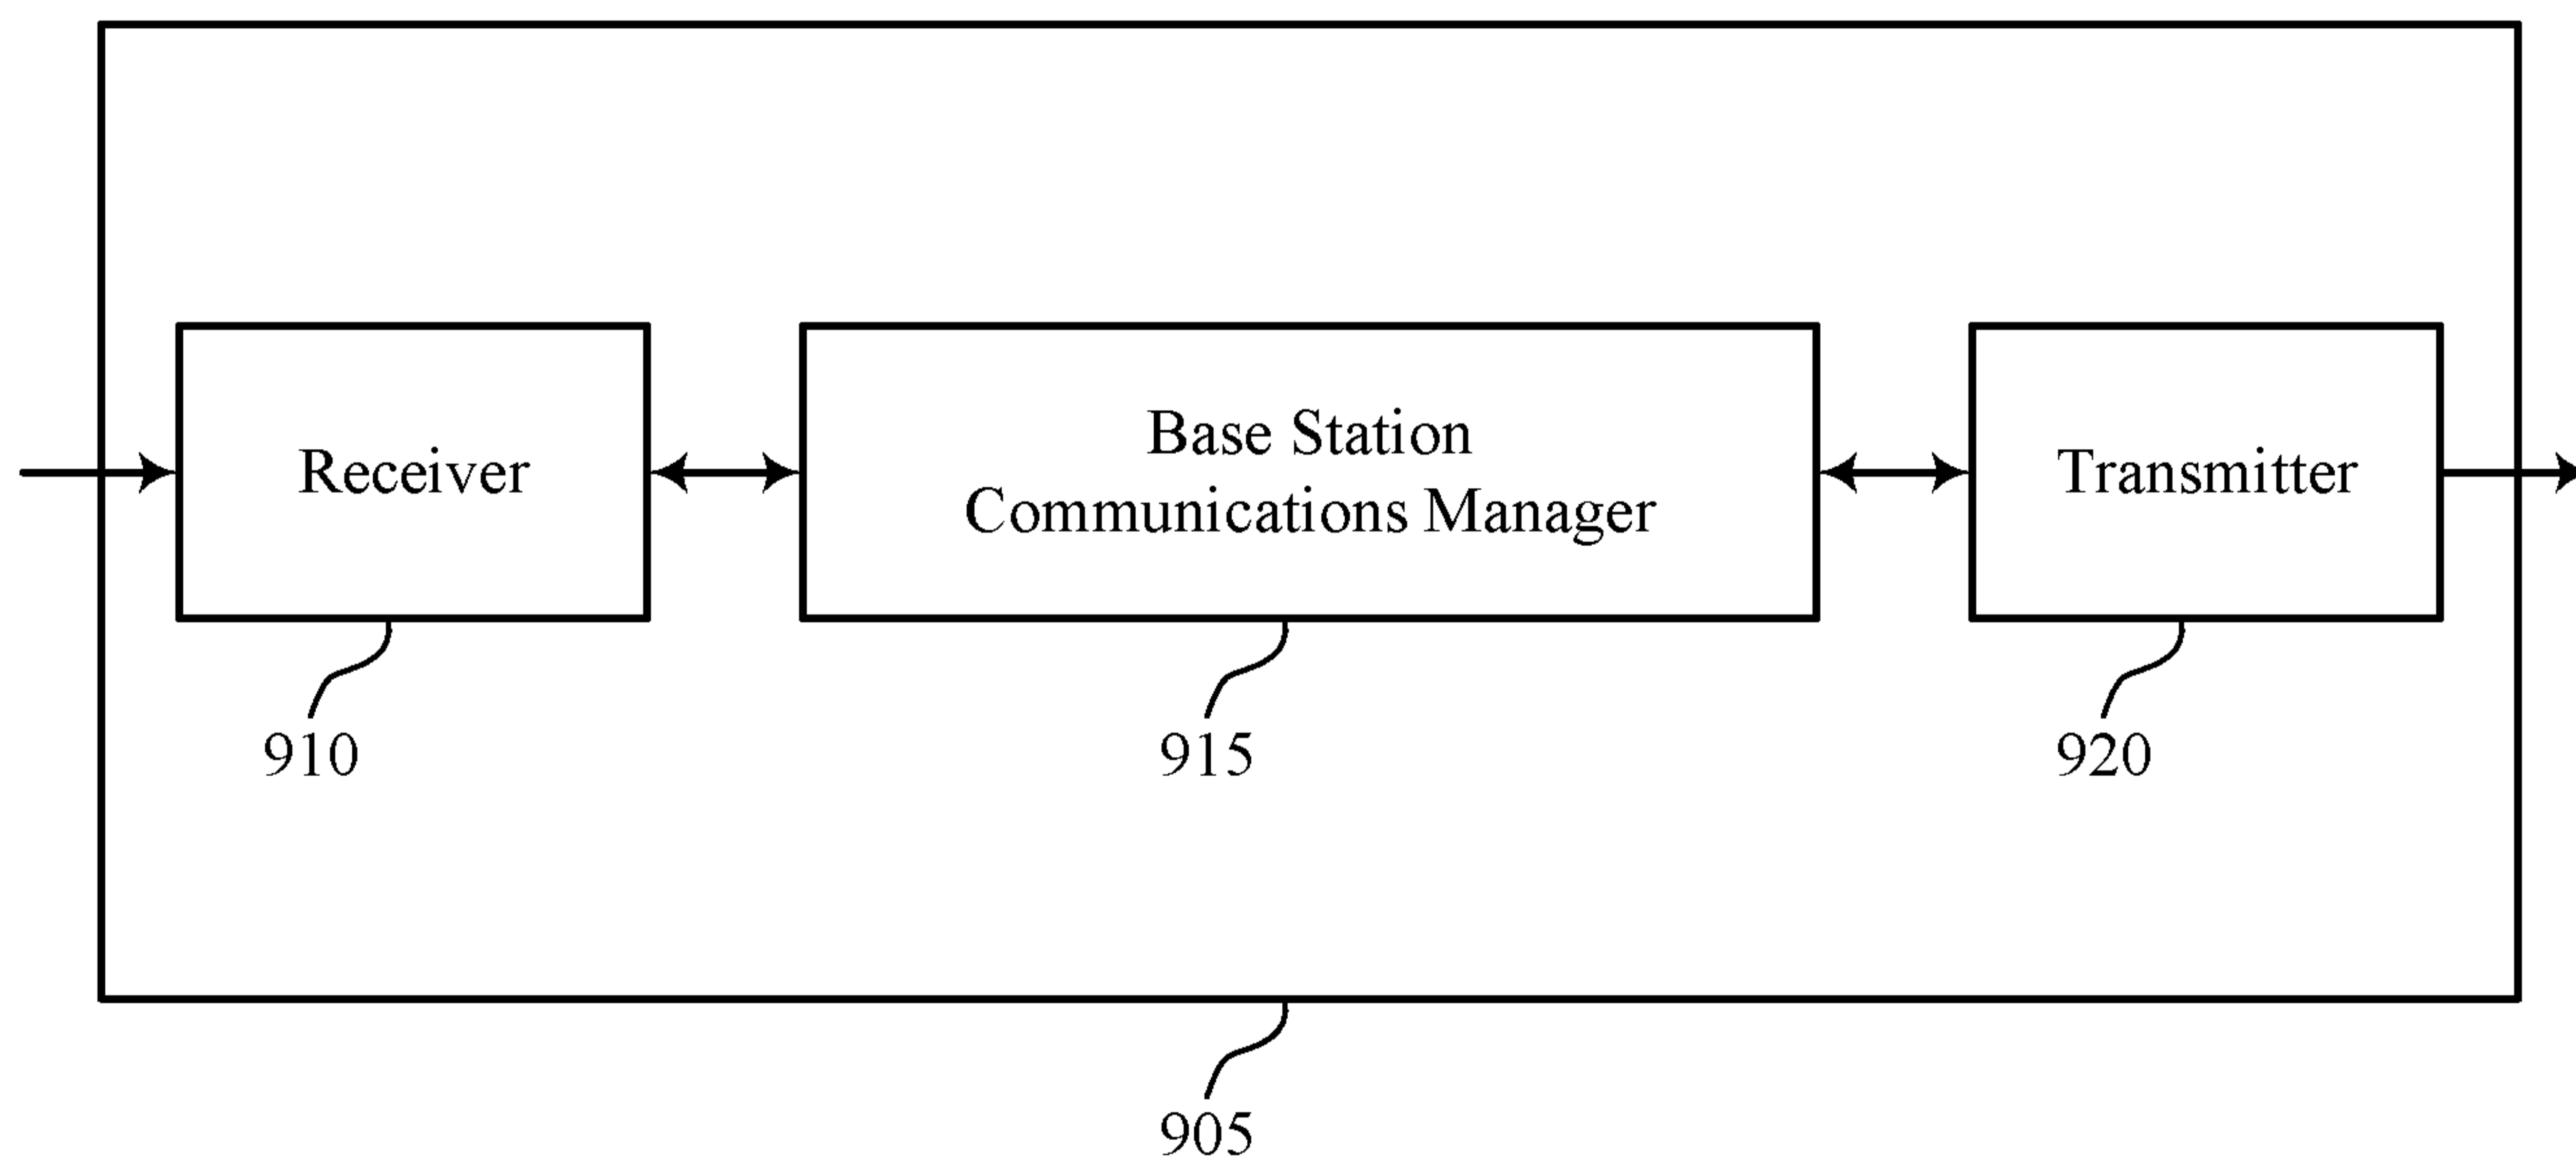 Receiver
Base Station
Communications Manager
Transmitter
910
915
920
905